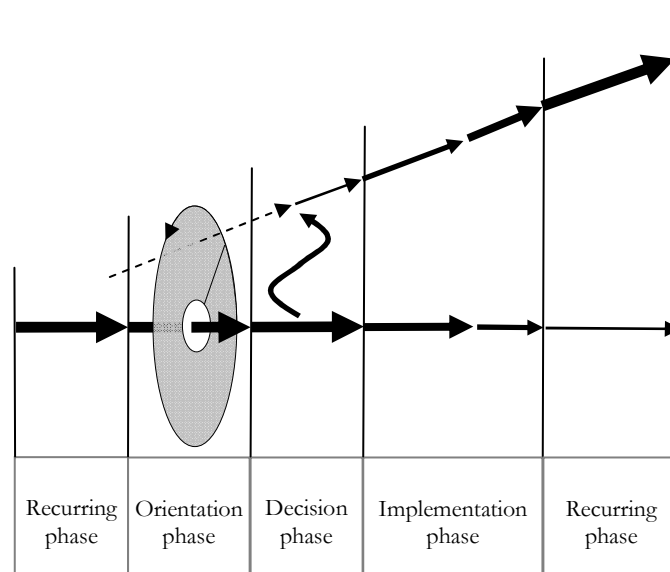 Recurring
phase
Orientation
phase
Decision
phase
Implementation
phase
Recurring
phase